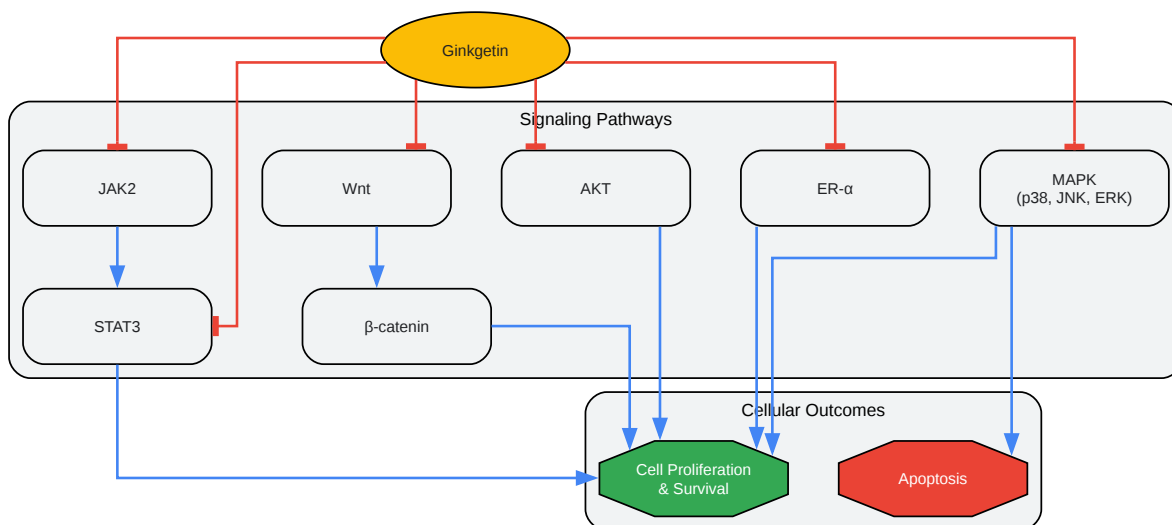 Ginkgetin
Signaling Pathways
JAK2
Wnt
AKT
ER-α
MAPK
(p38, JNK, ERK)
STAT3
β-catenin
Cellular Outcomes
Cell Proliferation
& Survival
Apoptosis